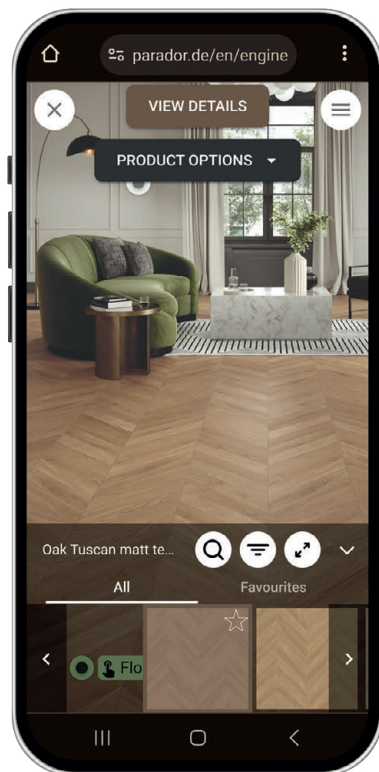 parador.de/en/engine
VIEW DETAILS
PRODUCT OPTIONS
Oak Tuscan matt te...
All
Favourites
Flo